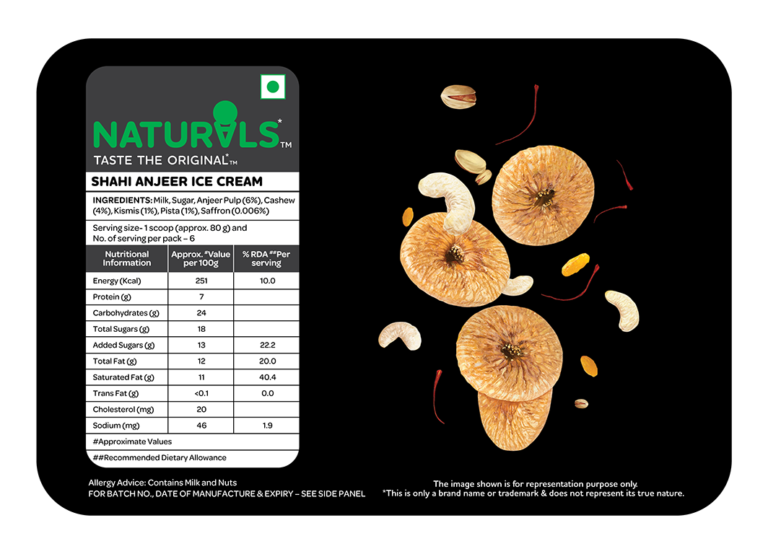 NATURALS*TM
TASTE THE ORIGINAL*TM
SHAHI ANJEER ICE CREAM
INGREDIENTS: Milk, Sugar, Anjeer Pulp (6%), Cashew
(4%), Kismis (1%), Pista (1%), Saffron (0.006%)
Serving size- 1 scoop (approx. 80 g) and
No. of serving per pack – 6
Nutritional Information Approx. #Value per 100g % RDA ##Per serving
Energy (Kcal) 251 10.0
Protein (g) 7
Carbohydrates (g) 24
Total Sugars (g) 18
Added Sugars (g) 13 22.2
Total Fat (g) 12 20.0
Saturated Fat (g) 11 40.4
Trans Fat (g) <0.1 0.0
Cholesterol (mg) 20
Sodium (mg) 46 1.9
#Approximate Values
##Recommended Dietary Allowance
Allergy Advice: Contains Milk and Nuts
FOR BATCH NO., DATE OF MANUFACTURE & EXPIRY – SEE SIDE PANEL
The image shown is for representation purpose only.
*This is only a brand name or trademark & does not represent its true nature.